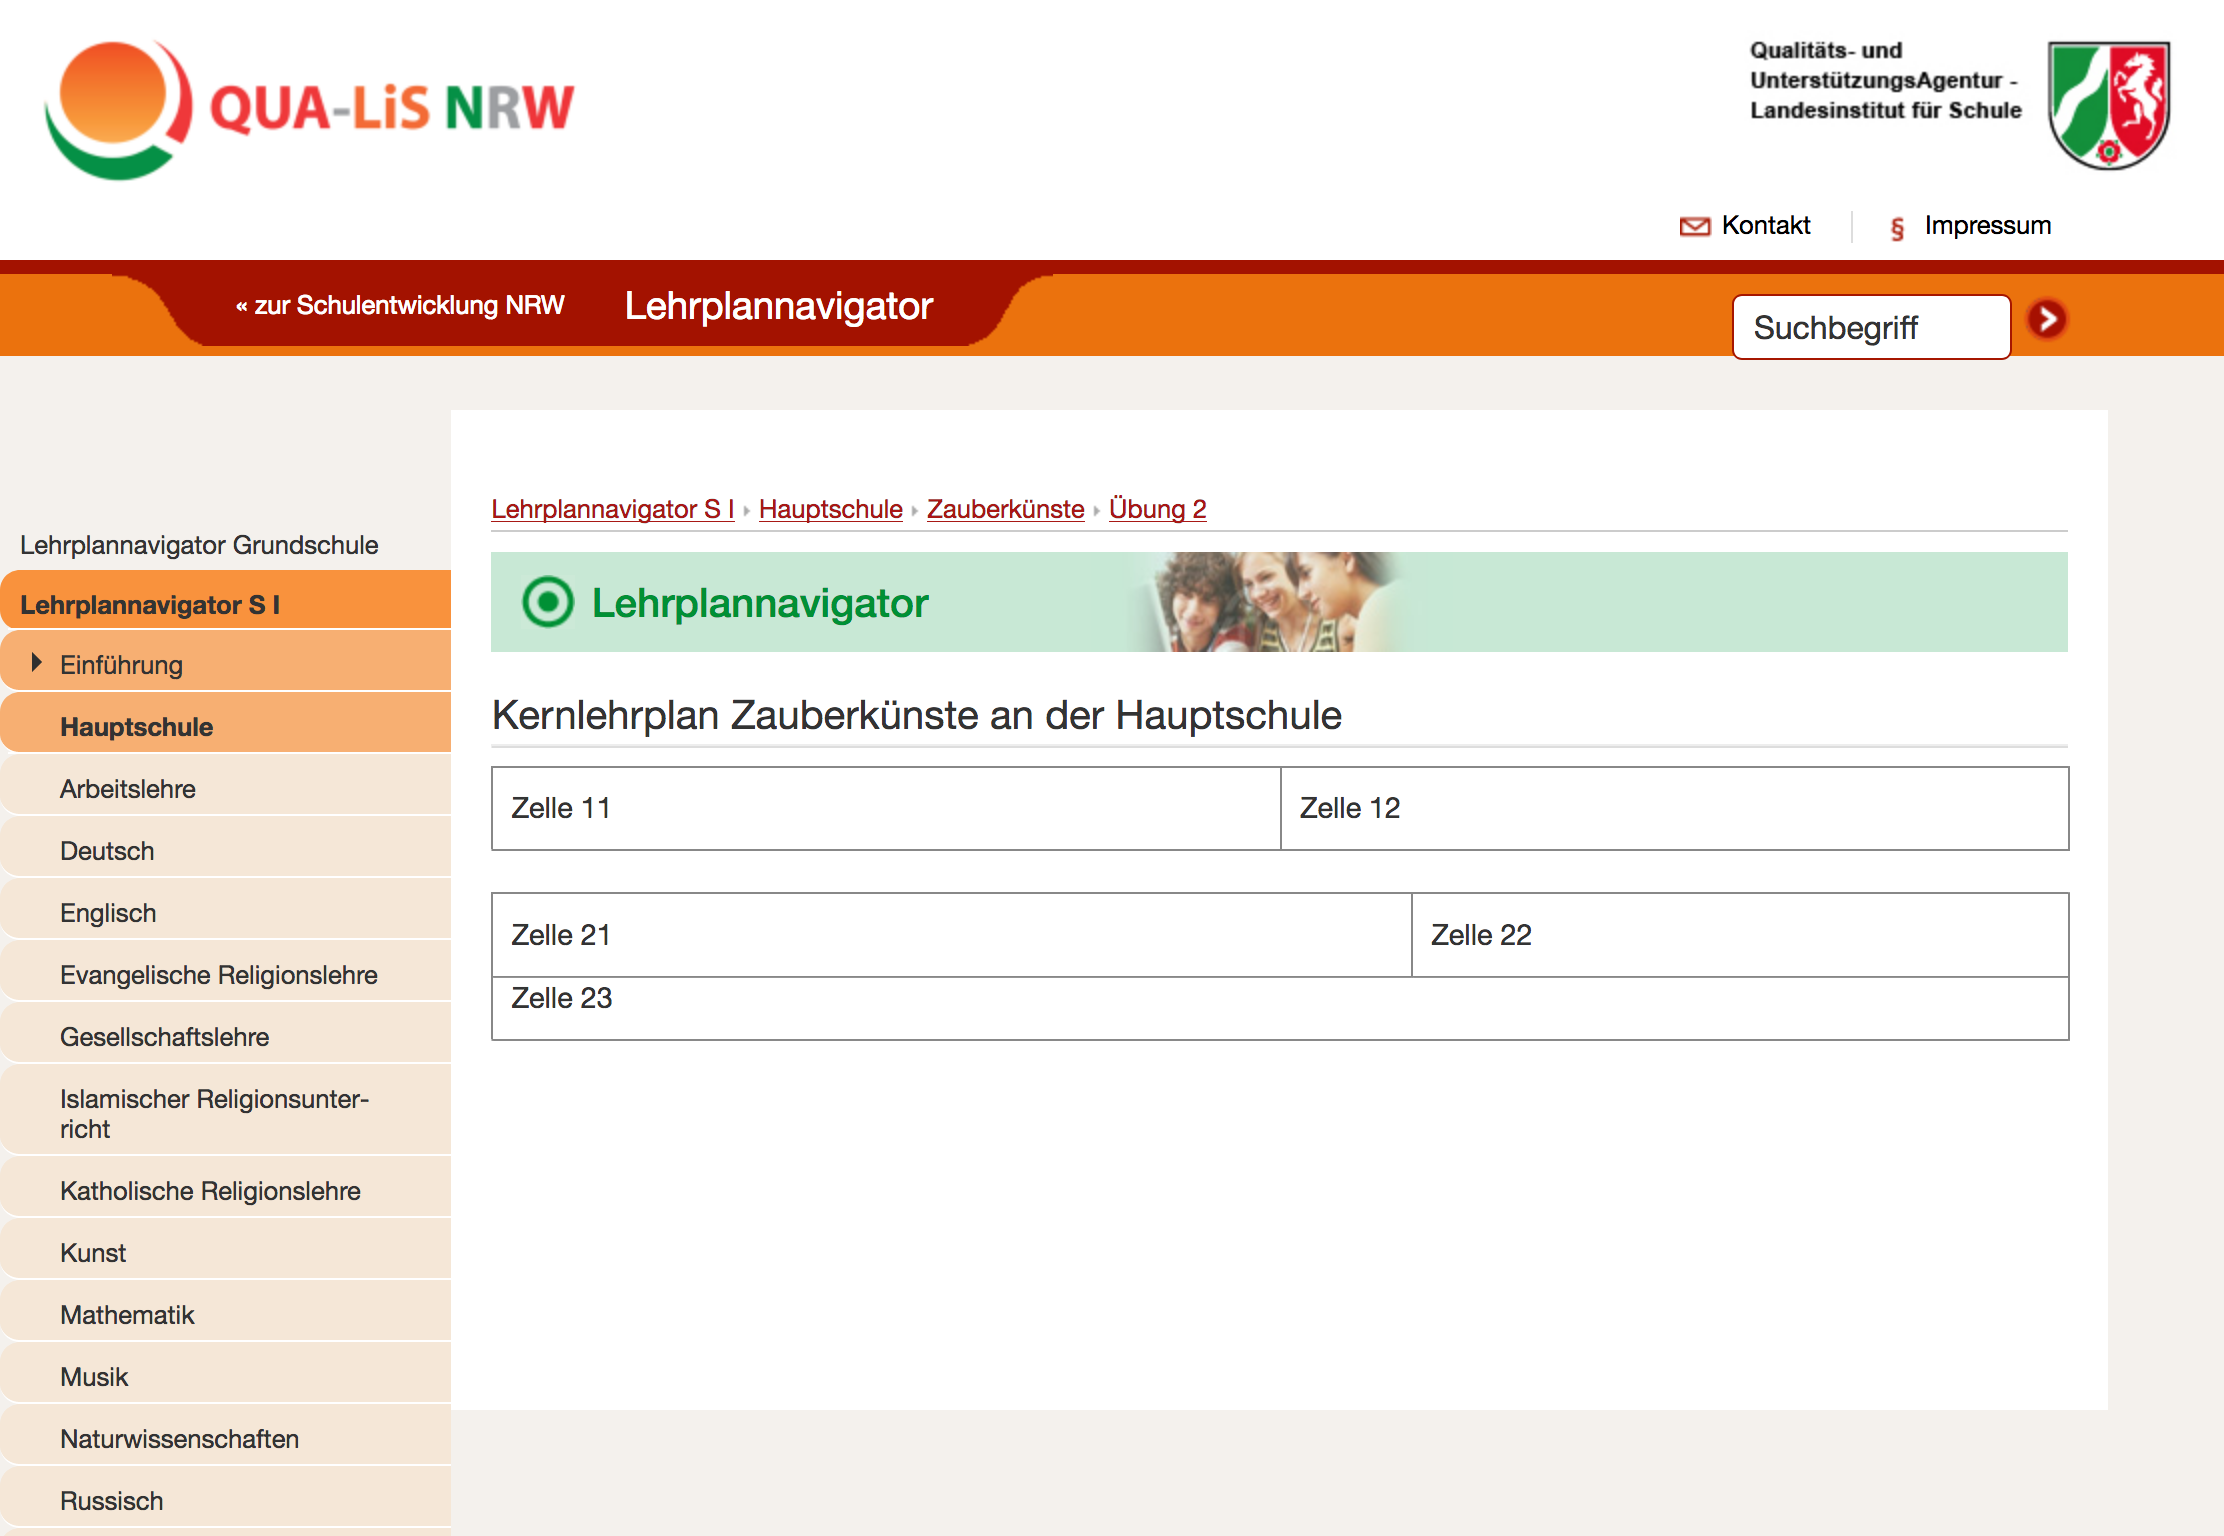 QUA-LiS NRW
Qualitäts- und
UnterstützungsAgentur -
Landesinstitut für Schule
Kontakt
§ Impressum
« zur Schulentwicklung NRW
Lehrplannavigator
Suchbegriff
Lehrplannavigator Grundschule
Lehrplannavigator S I
Einführung
Hauptschule
Arbeitslehre
Deutsch
Englisch
Evangelische Religionslehre
Gesellschaftslehre
Islamischer Religionsunter-
richt
Katholische Religionslehre
Kunst
Mathematik
Musik
Naturwissenschaften
Russisch
Lehrplannavigator S I Hauptschule Zauberkünste Übung 2
Lehrplannavigator
Kernlehrplan Zauberkünste an der Hauptschule
Zelle 11 Zelle 12
Zelle 21 Zelle 22
Zelle 23